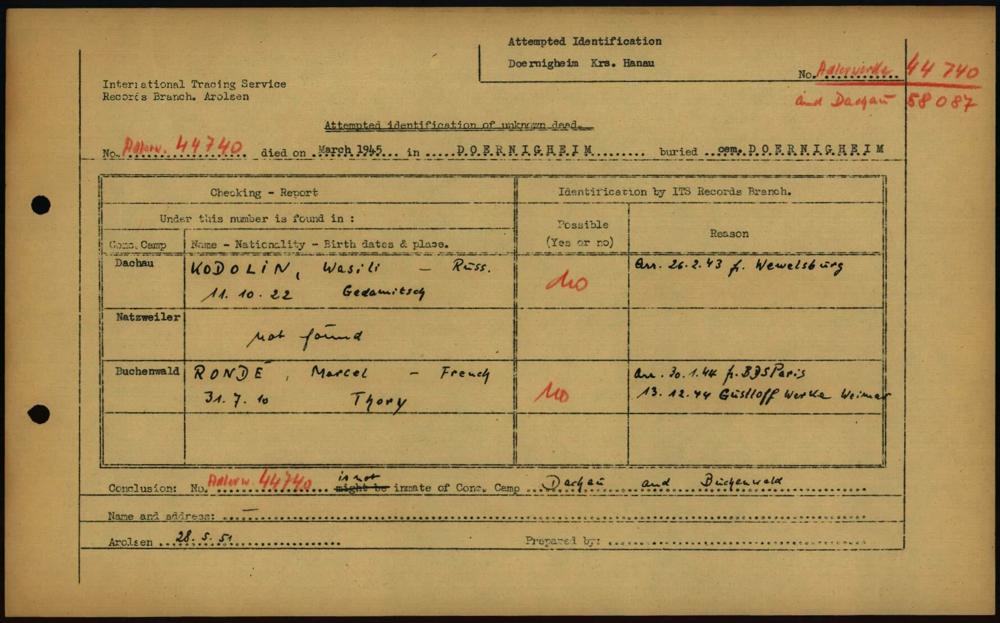 Attempted Identification
Doernigheim Krs. Hanau
International Tracing Service
Records Branch. Arolsen
No. Adlerwerke 44 740
and Dachau 58087
Attempted identification of unknown dead.
No. Adlerw. 44740 died on March 1945 in DOERNIGHEIM buried cem. DOERNIGHEIM
Checking - Report
Identification by ITS Records Branch.
Under this number is found in :
Possible
(Yes or no)
Reason
Conc. Camp
Name - Nationality - Birth dates & place.
Dachau KODOLIN, Wasili - Russ. no arr. 26.2.43 fr. Wewelsburg
11.10.22 Gedamitsch
Natzweiler
not found
Buchenwald RONDÉ, Marcel - French no arr. 30.1.44 fr. BDS Paris
31.7.10 Thory 13.12.44 Gustloff Werke Weimar
is not
Conclusion: No. Adlerw. 44740 might be inmate of Conc. Camp Dachau and Buchenwald
Name and address: —
Arolsen 28.5.51 Prepared by: